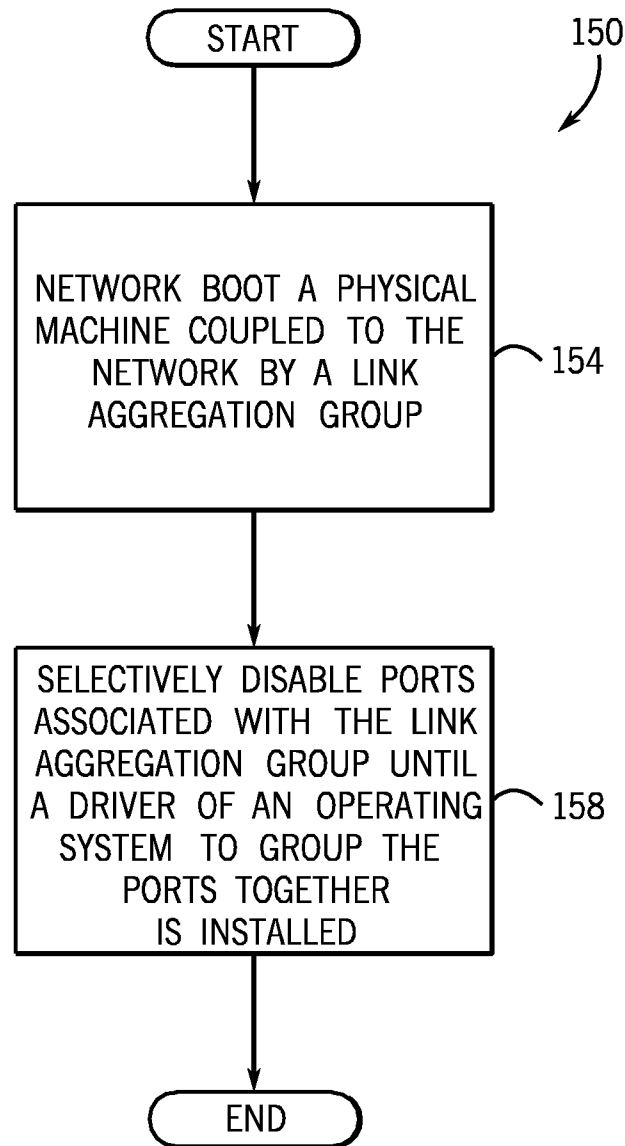 START
150
NETWORK BOOT A PHYSICAL
MACHINE COUPLED TO THE
NETWORK BY A LINK
AGGREGATION GROUP
154
SELECTIVELY DISABLE PORTS
ASSOCIATED WITH THE LINK
AGGREGATION GROUP UNTIL
A DRIVER OF AN OPERATING
SYSTEM TO GROUP THE
PORTS TOGETHER
IS INSTALLED
158
END